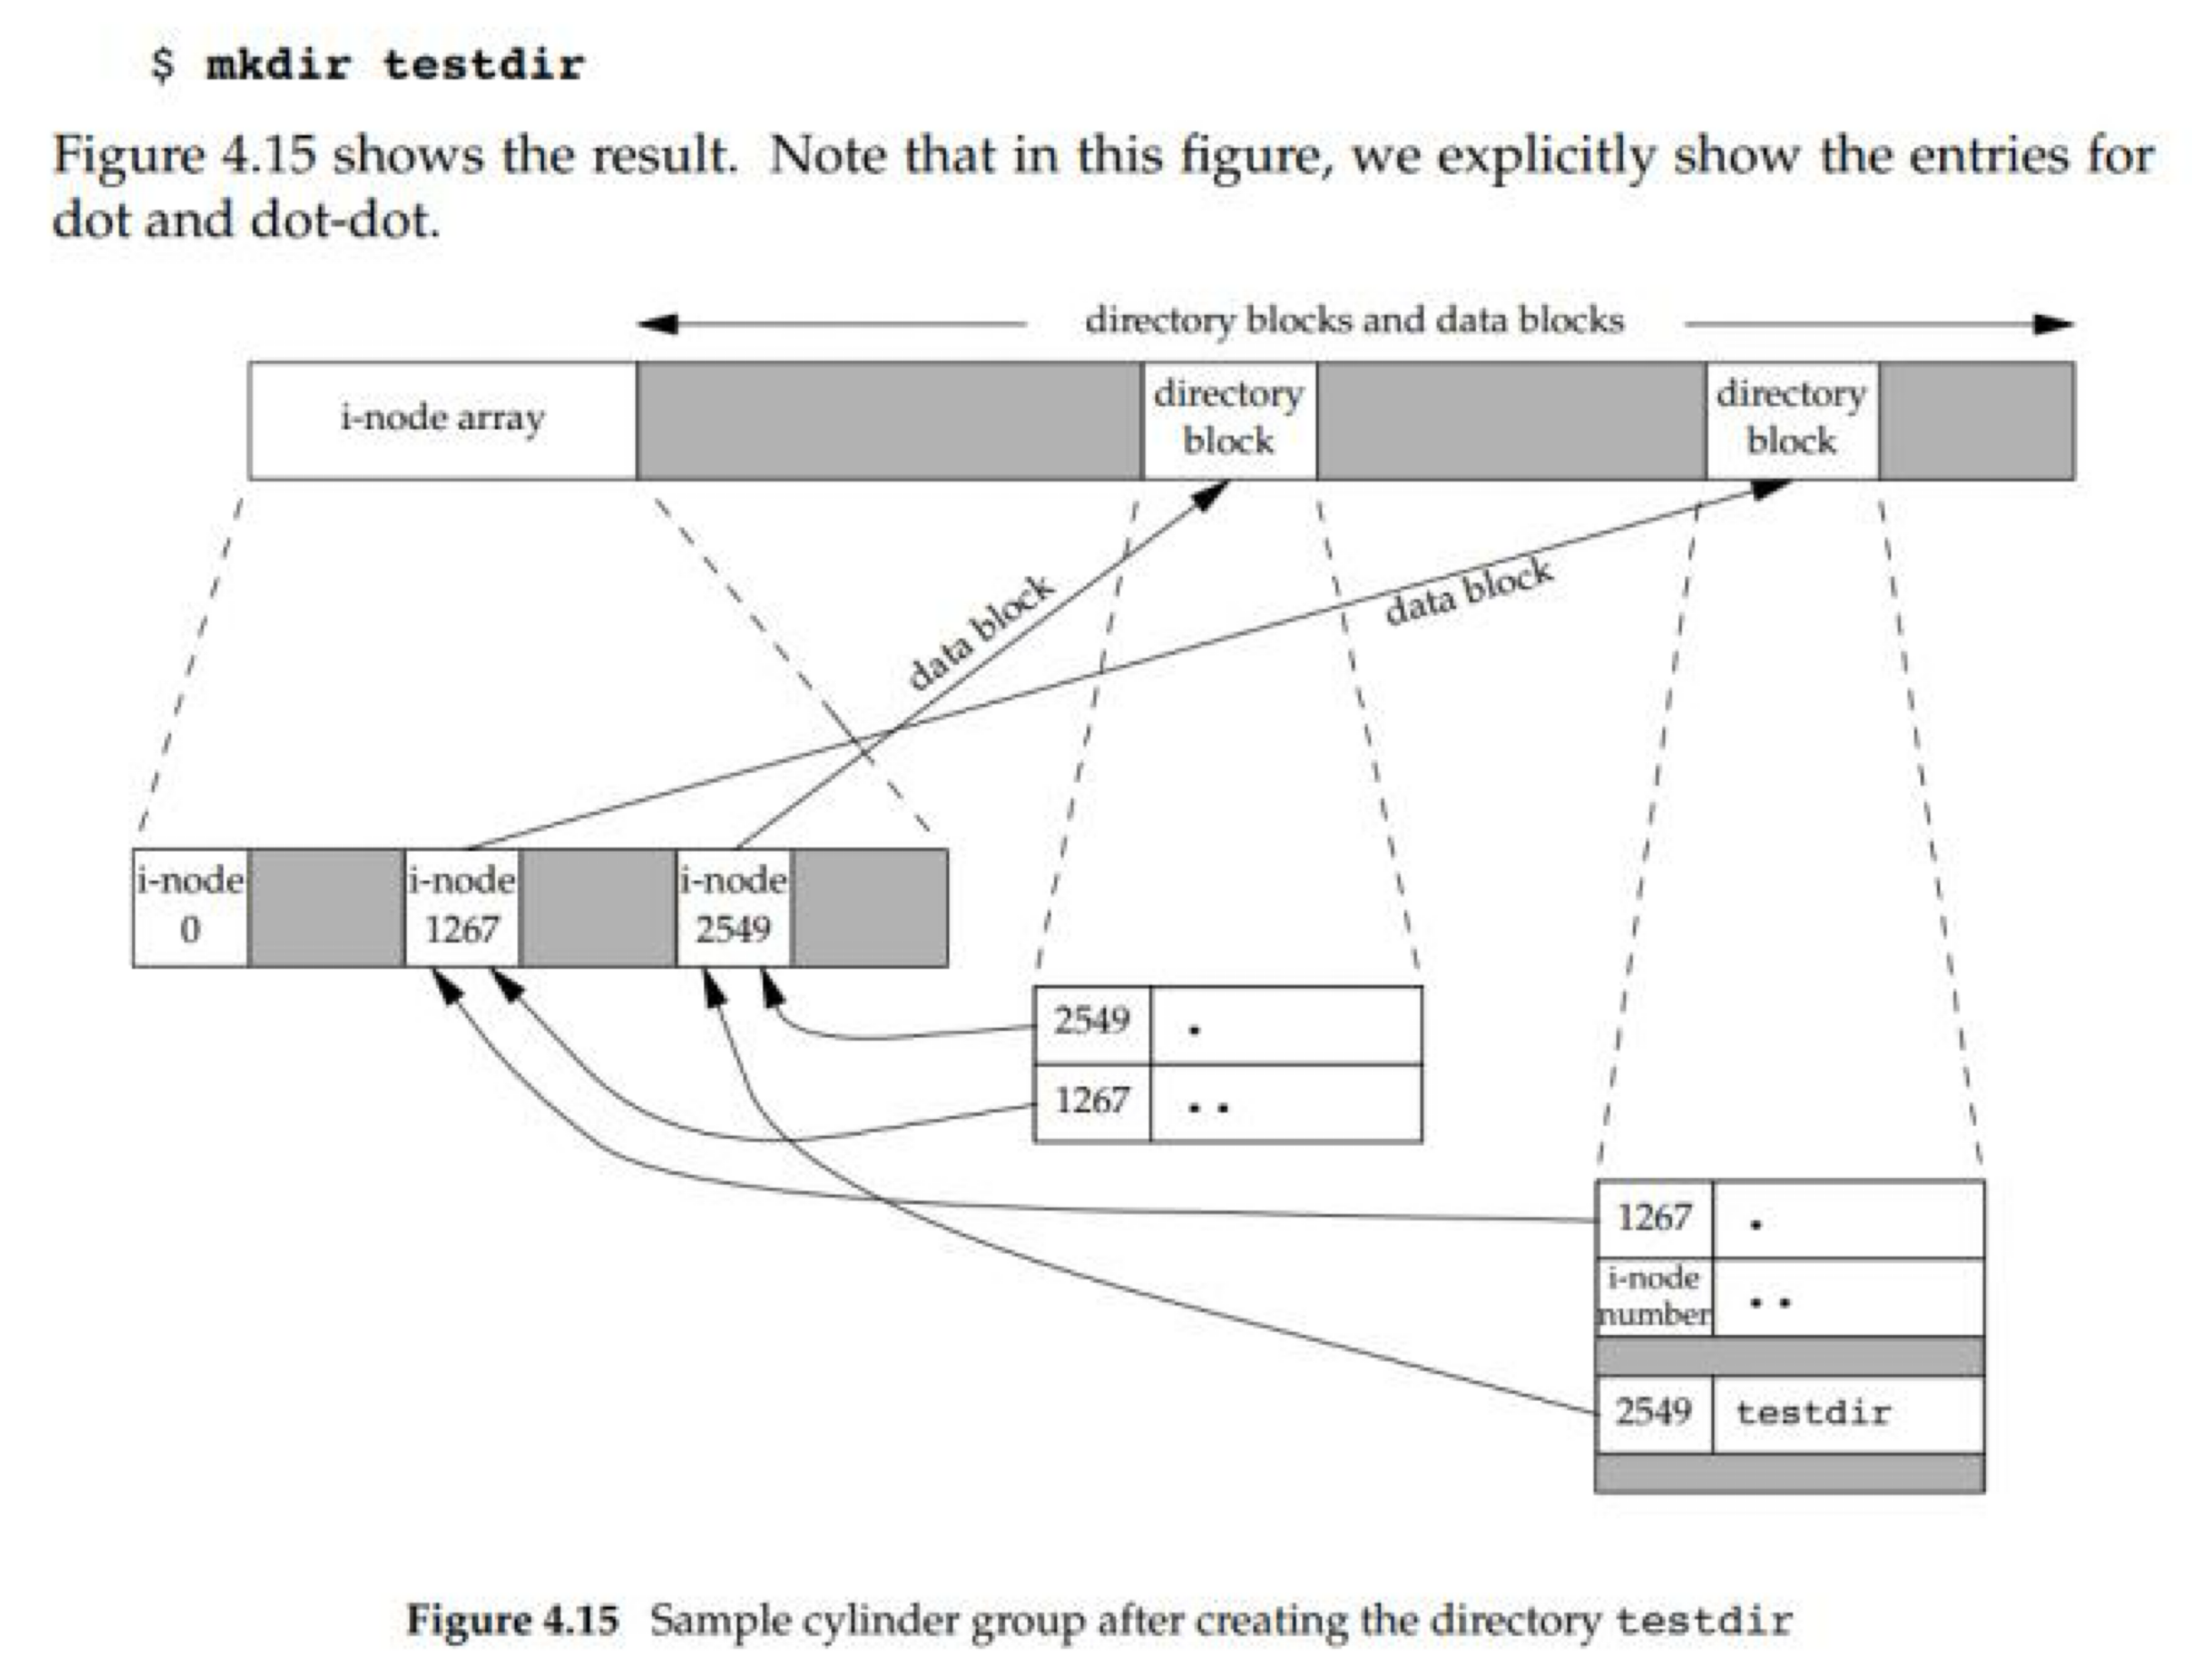 $ mkdir testdir
Figure 4.15 shows the result. Note that in this figure, we explicitly show the entries for
dot and dot-dot.
directory blocks and data blocks
i-node array
directory
block
directory
block
data block
data block
i-node
0
i-node
1267
i-node
2549
2549 .
1267 ..
1267 .
i-node
number
..
2549 testdir
Figure 4.15 Sample cylinder group after creating the directory testdir